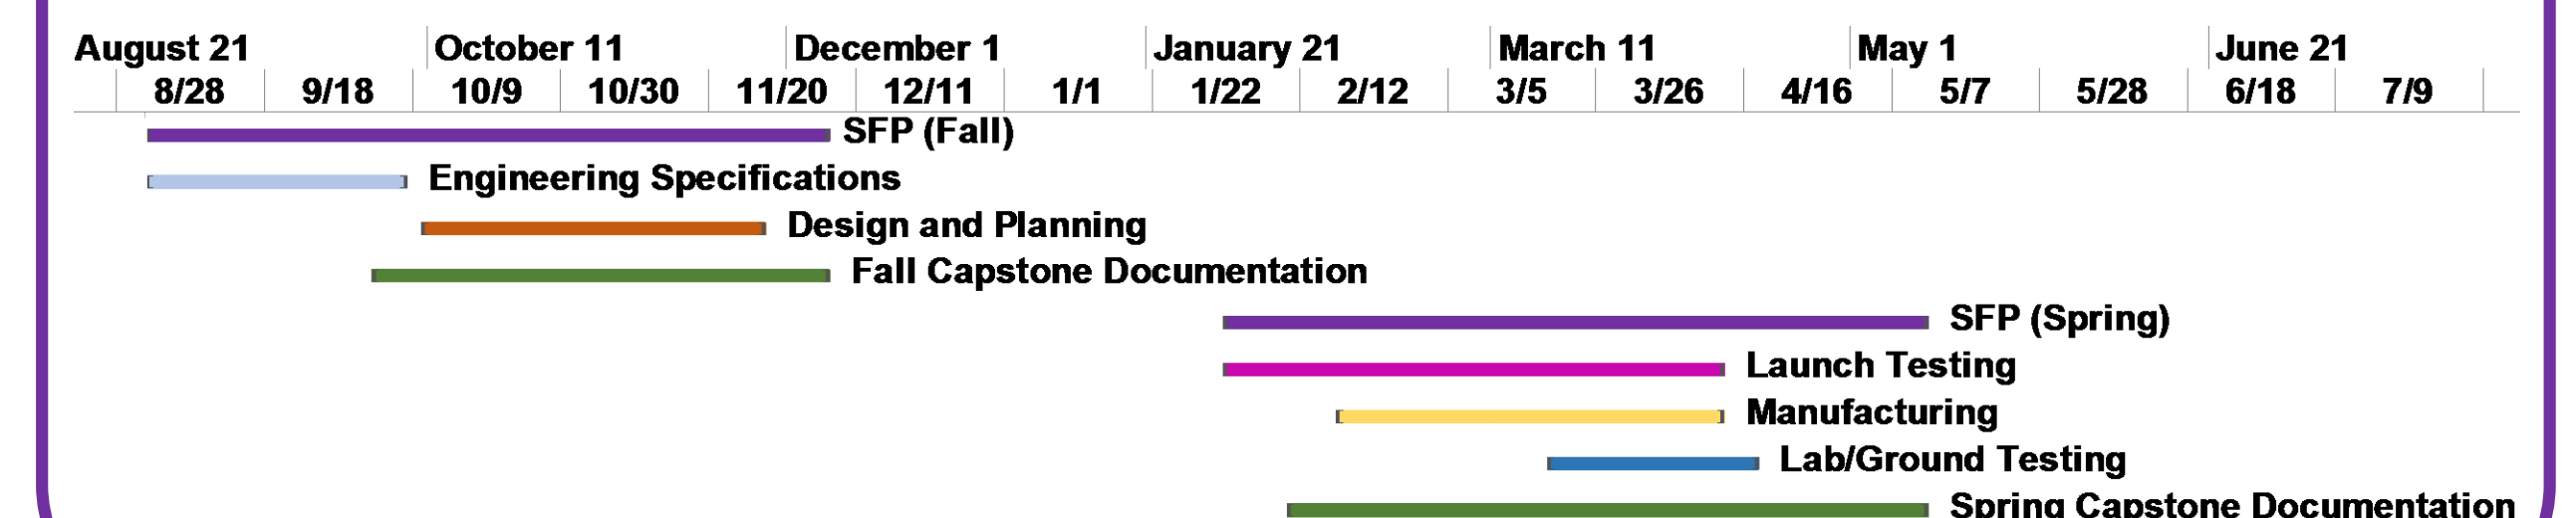 August 21 October 11 December 1 January 21 March 11 May 1 June 21
8/28 9/18 10/9 10/30 11/20 12/11 1/1 1/22 2/12 3/5 3/26 4/16 5/7 5/28 6/18 7/9
SFP (Fall)
Engineering Specifications
Design and Planning
Fall Capstone Documentation
SFP (Spring)
Launch Testing
Manufacturing
Lab/Ground Testing
Spring Capstone Documentation